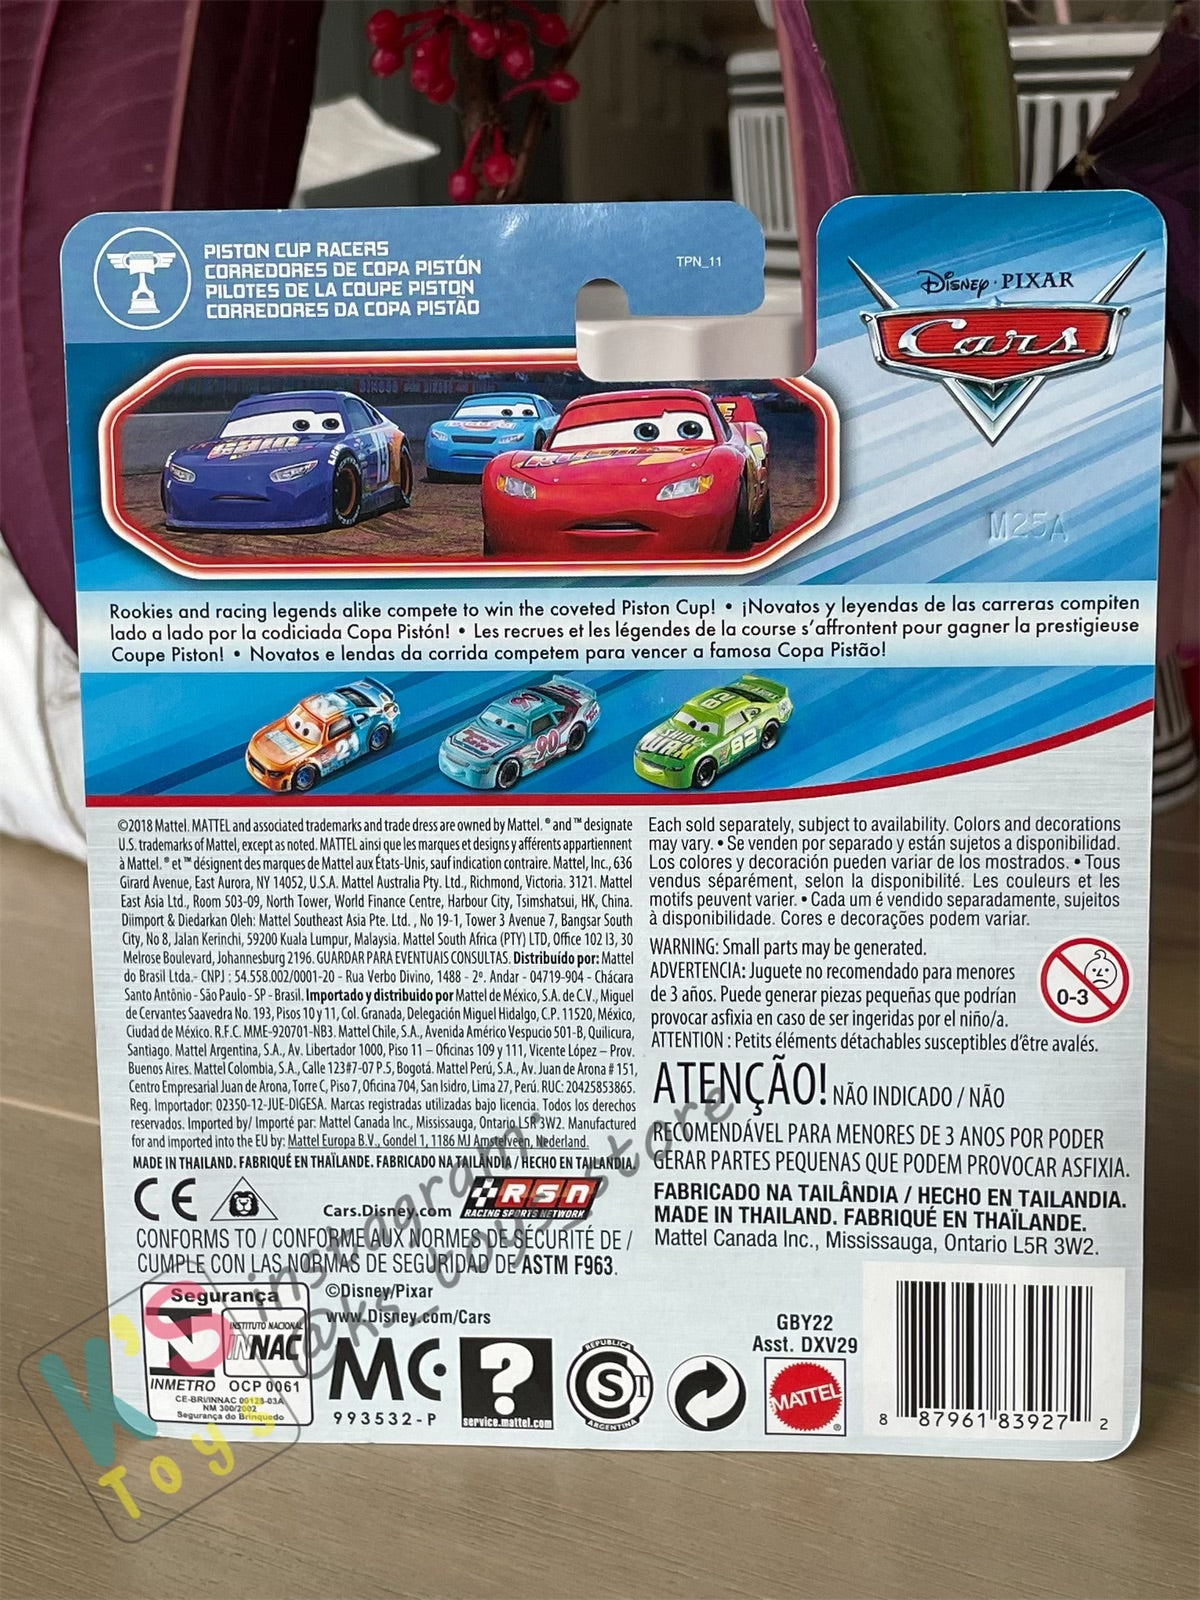 PISTON CUP RACERS
CORREDORES DE COPA PISTÓN
PILOTES DE LA COUPE PISTON
CORREDORES DA COPA PISTÃO
TPN_11
Disney·PIXAR
Cars
M25A
Rookies and racing legends alike compete to win the coveted Piston Cup! • ¡Novatos y leyendas de las carreras compiten
lado a lado por la codiciada Copa Pistón! • Les recrues et les légendes de la course s'affrontent pour gagner la prestigieuse
Coupe Piston! • Novatos e lendas da corrida competem para vencer a famosa Copa Pistão!
90
SHINY WAX
82
©2018 Mattel. MATTEL and associated trademarks and trade dress are owned by Mattel. ® and ™ designate
U.S. trademarks of Mattel, except as noted. MATTEL ainsi que les marques et designs y afférents appartiennent
à Mattel. ® et ™ désignent des marques de Mattel aux États-Unis, sauf indication contraire. Mattel, Inc., 636
Girard Avenue, East Aurora, NY 14052, U.S.A. Mattel Australia Pty. Ltd., Richmond, Victoria. 3121. Mattel
East Asia Ltd., Room 503-09, North Tower, World Finance Centre, Harbour City, Tsimshatsui, HK, China.
Diimport & Diedarkan Oleh: Mattel Southeast Asia Pte. Ltd. , No 19-1, Tower 3 Avenue 7, Bangsar South
City, No 8, Jalan Kerinchi, 59200 Kuala Lumpur, Malaysia. Mattel South Africa (PTY) LTD, Office 102 I3, 30
Melrose Boulevard, Johannesburg 2196. GUARDAR PARA EVENTUAIS CONSULTAS. Distribuído por: Mattel
do Brasil Ltda.- CNPJ : 54.558.002/0001-20 - Rua Verbo Divino, 1488 - 2º. Andar - 04719-904 - Chácara
Santo Antônio - São Paulo - SP - Brasil. Importado y distribuido por Mattel de México, S.A. de C.V., Miguel
de Cervantes Saavedra No. 193, Pisos 10 y 11, Col. Granada, Delegación Miguel Hidalgo, C.P. 11520, México,
Ciudad de México. R.F.C. MME-920701-NB3. Mattel Chile, S.A., Avenida Américo Vespucio 501-B, Quilicura,
Santiago. Mattel Argentina, S.A., Av. Libertador 1000, Piso 11 – Oficinas 109 y 111, Vicente López – Prov.
Buenos Aires. Mattel Colombia, S.A., Calle 123#7-07 P.5, Bogotá. Mattel Perú, S.A., Av. Juan de Arona # 151,
Centro Empresarial Juan de Arona, Torre C, Piso 7, Oficina 704, San Isidro, Lima 27, Perú. RUC: 20425853865.
Reg. Importador: 02350-12-JUE-DIGESA. Marcas registradas utilizadas bajo licencia. Todos los derechos
reservados. Imported by/ Importé par: Mattel Canada Inc., Mississauga, Ontario L5R 3W2. Manufactured
for and imported into the EU by: Mattel Europa B.V., Gondel 1, 1186 MJ Amstelveen, Nederland.
MADE IN THAILAND. FABRIQUÉ EN THAÏLANDE. FABRICADO NA TAILÂNDIA / HECHO EN TAILANDIA.
CE
Cars.Disney.com
RSN
RACING SPORTS NETWORK
CONFORMS TO / CONFORME AUX NORMES DE SÉCURITÉ DE /
CUMPLE CON LAS NORMAS DE SEGURIDAD DE ASTM F963.
Segurança
INSTITUTO NACIONAL
INNAC
INMETRO OCP 0061
CE-BRI/INNAC 00123-03A
NM 300/2002
Segurança do Brinquedo
©Disney/Pixar
www.Disney.com/Cars
MC
993532-P
?
service.mattel.com
REPUBLICA
S T
ARGENTINA
Each sold separately, subject to availability. Colors and decorations
may vary. • Se venden por separado y están sujetos a disponibilidad.
Los colores y decoración pueden variar de los mostrados. • Tous
vendus séparément, selon la disponibilité. Les couleurs et les
motifs peuvent varier. • Cada um é vendido separadamente, sujeitos
à disponibilidade. Cores e decorações podem variar.
WARNING: Small parts may be generated.
ADVERTENCIA: Juguete no recomendado para menores
de 3 años. Puede generar piezas pequeñas que podrían
provocar asfixia en caso de ser ingeridas por el niño/a.
ATTENTION : Petits éléments détachables susceptibles d'être avalés.
0-3
ATENÇÃO! NÃO INDICADO / NÃO
RECOMENDÁVEL PARA MENORES DE 3 ANOS POR PODER
GERAR PARTES PEQUENAS QUE PODEM PROVOCAR ASFIXIA.
FABRICADO NA TAILÂNDIA / HECHO EN TAILANDIA.
MADE IN THAILAND. FABRIQUÉ EN THAÏLANDE.
Mattel Canada Inc., Mississauga, Ontario L5R 3W2.
GBY22
Asst. DXV29
MATTEL
8 87961 83927 2
K'S
Toys
instagram.
@ks_toys_store